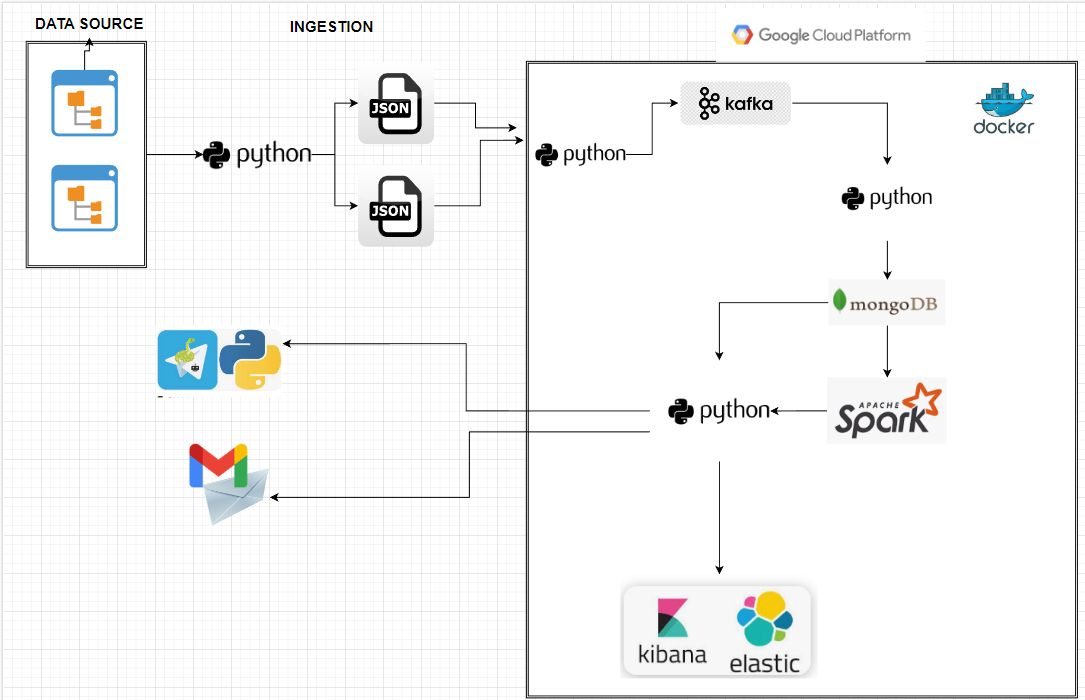 DATA SOURCE
INGESTION
Google Cloud Platform
JSON
kafka
docker
python
python
python
JSON
mongoDB
python
APACHE
Spark
kibana
elastic